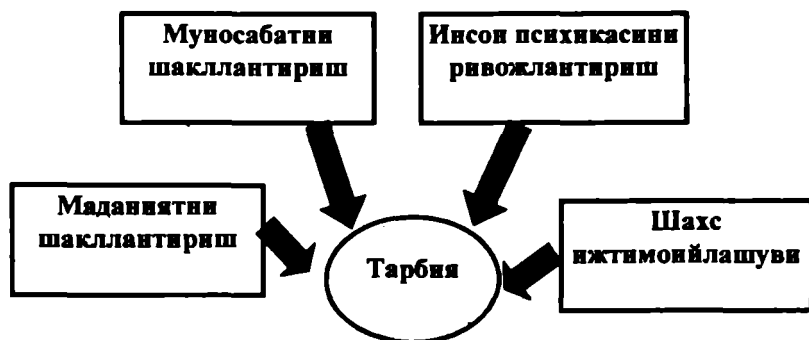 Муносабатни
шакллантириш
Инсон психикасини
ривожлантириш
Маданиятни
шакллантириш
Тарбия
Шахс
ижтимоийлашуви